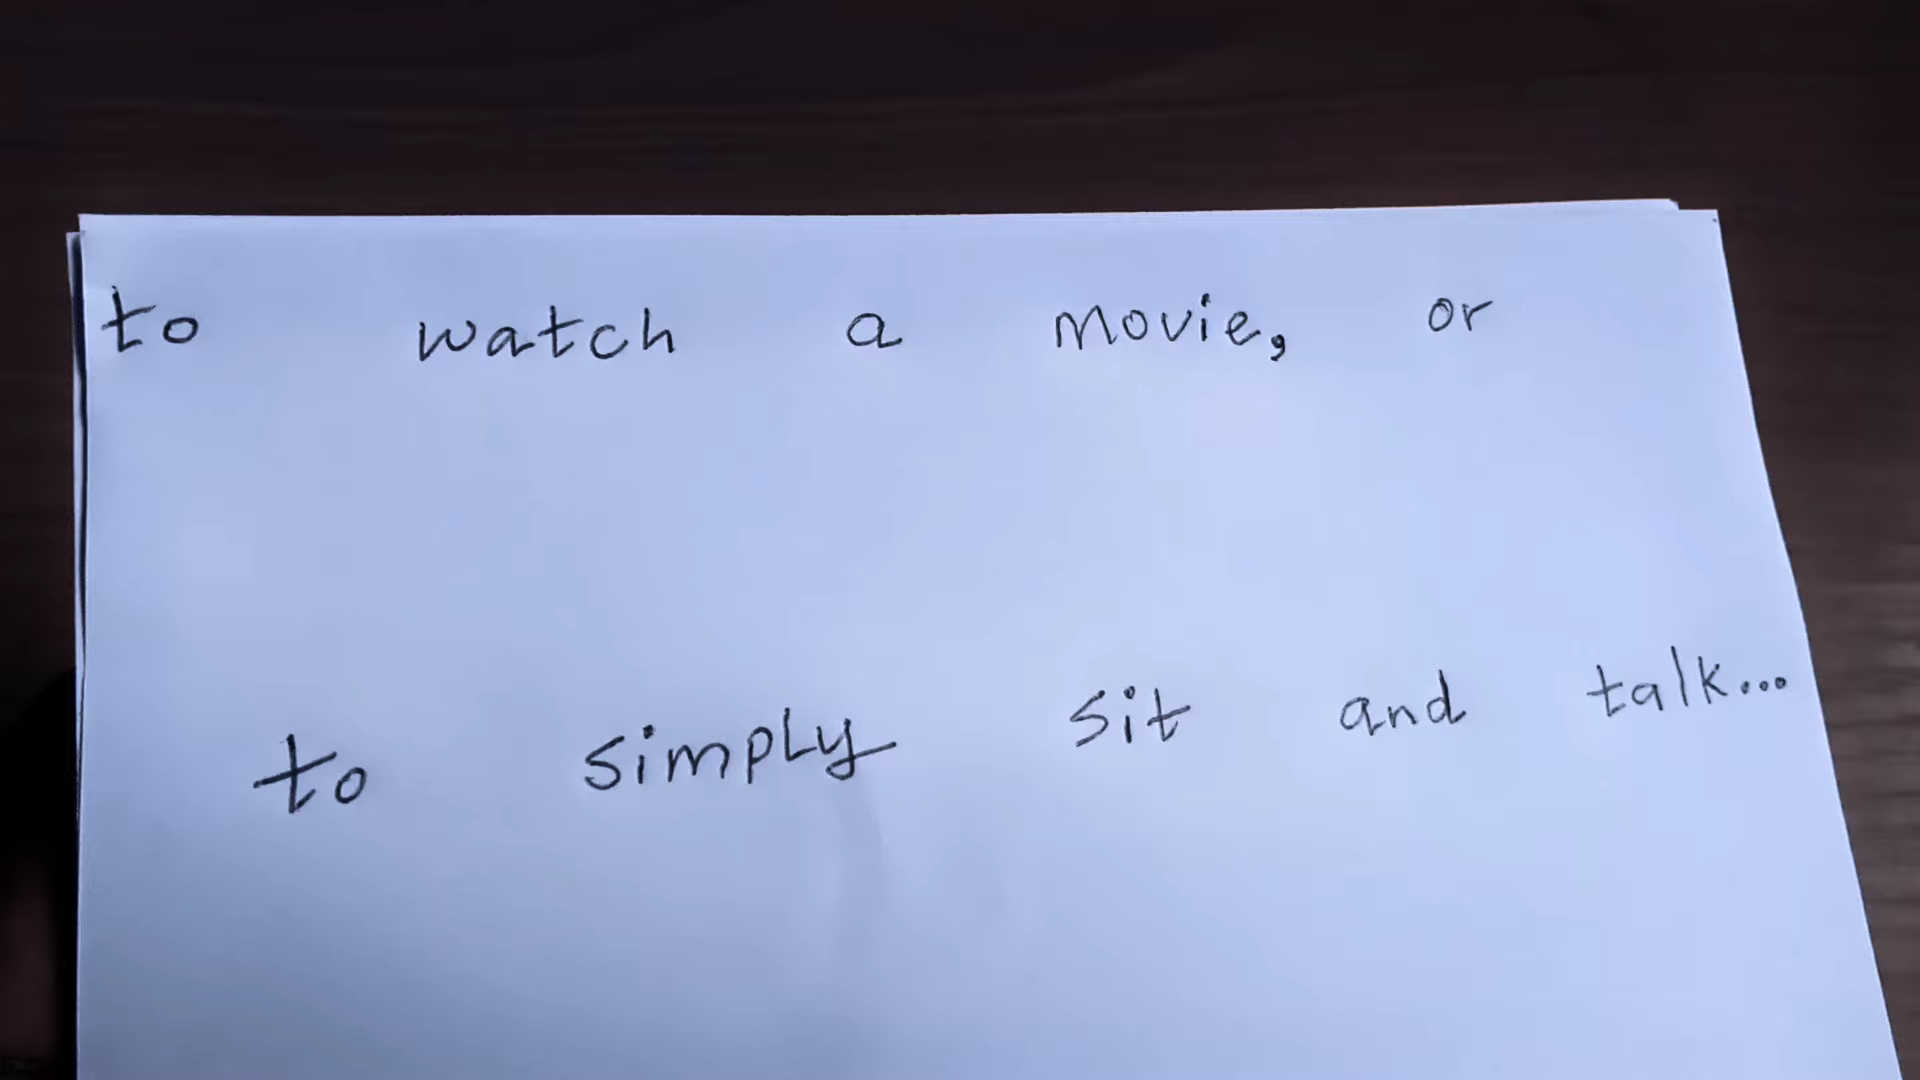 to watch a movie, or
to simply sit and talk...